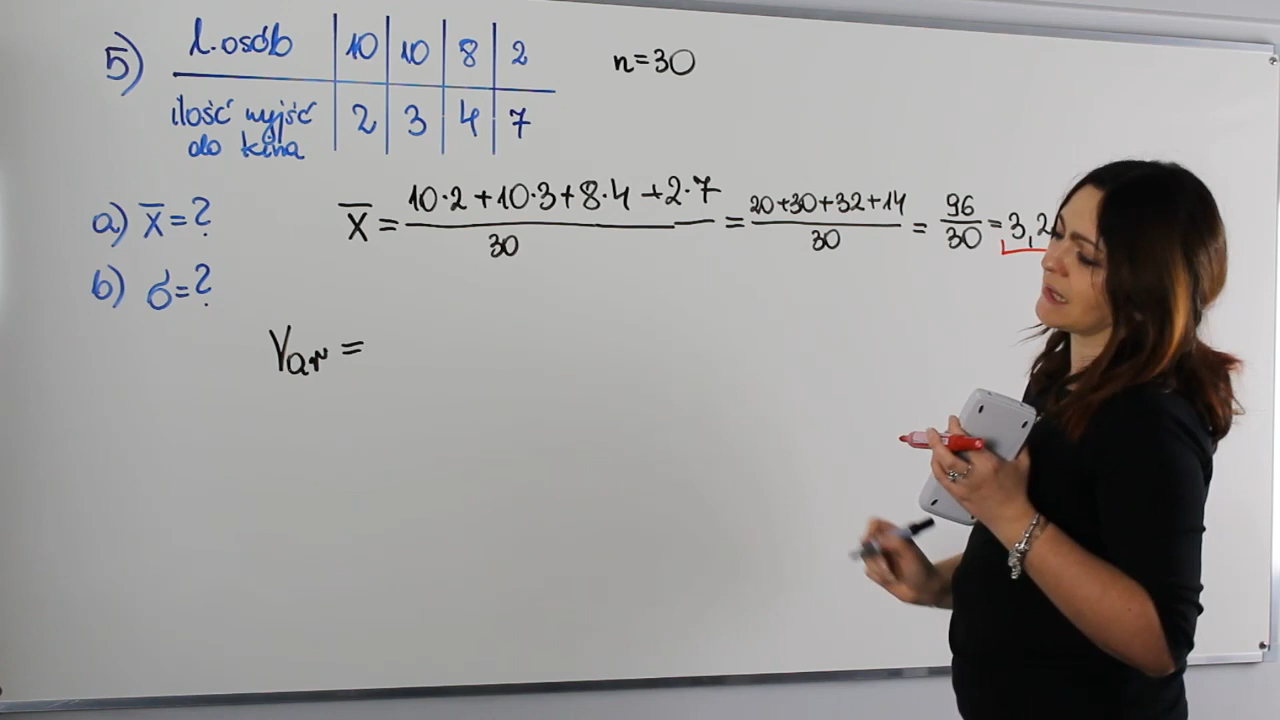 5) l. osób | 10 | 10 | 8 | 2
n=30
ilość wyjść do kina | 2 | 3 | 4 | 7
a) x̄=?
x̄ = (10·2+10·3+8·4+2·7)/30 = (20+30+32+14)/30 = 96/30 = 3,2
b) σ=?
Var =